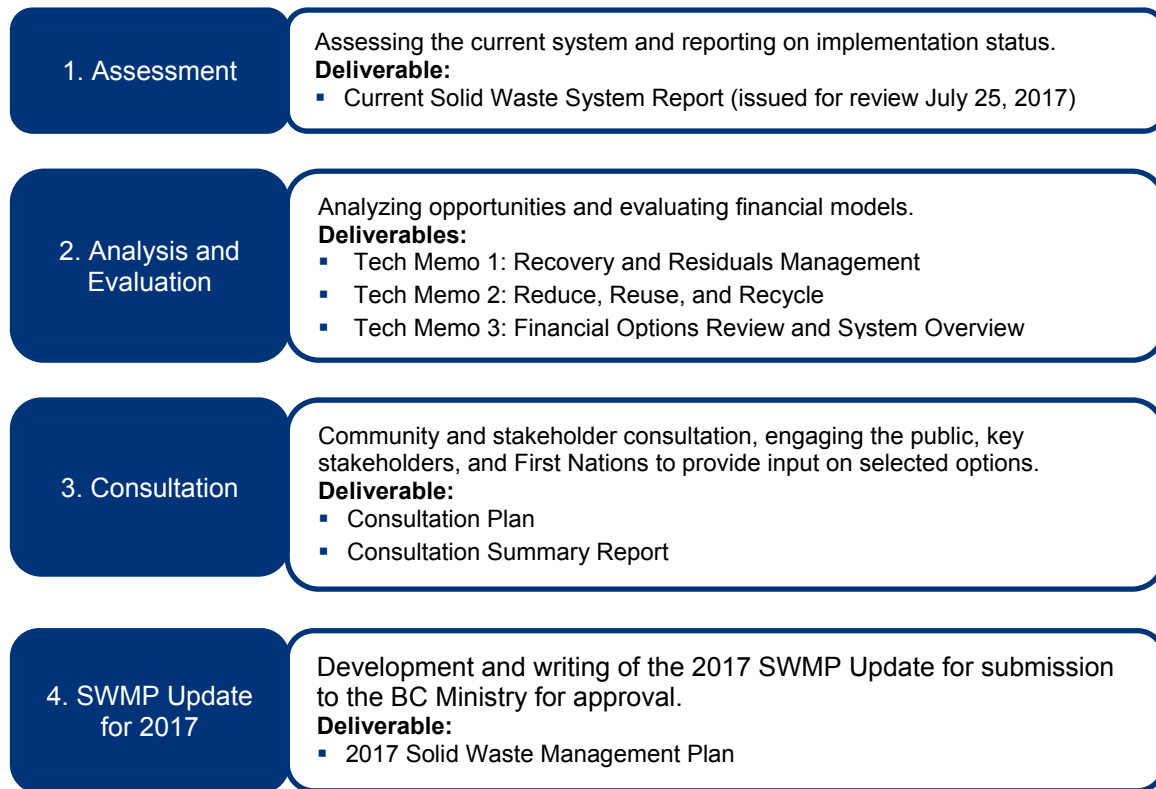 1. Assessment
Assessing the current system and reporting on implementation status.
Deliverable:
▪ Current Solid Waste System Report (issued for review July 25, 2017)
2. Analysis and
Evaluation
Analyzing opportunities and evaluating financial models.
Deliverables:
▪ Tech Memo 1: Recovery and Residuals Management
▪ Tech Memo 2: Reduce, Reuse, and Recycle
▪ Tech Memo 3: Financial Options Review and System Overview
3. Consultation
Community and stakeholder consultation, engaging the public, key
stakeholders, and First Nations to provide input on selected options.
Deliverable:
▪ Consultation Plan
▪ Consultation Summary Report
4. SWMP Update
for 2017
Development and writing of the 2017 SWMP Update for submission
to the BC Ministry for approval.
Deliverable:
▪ 2017 Solid Waste Management Plan